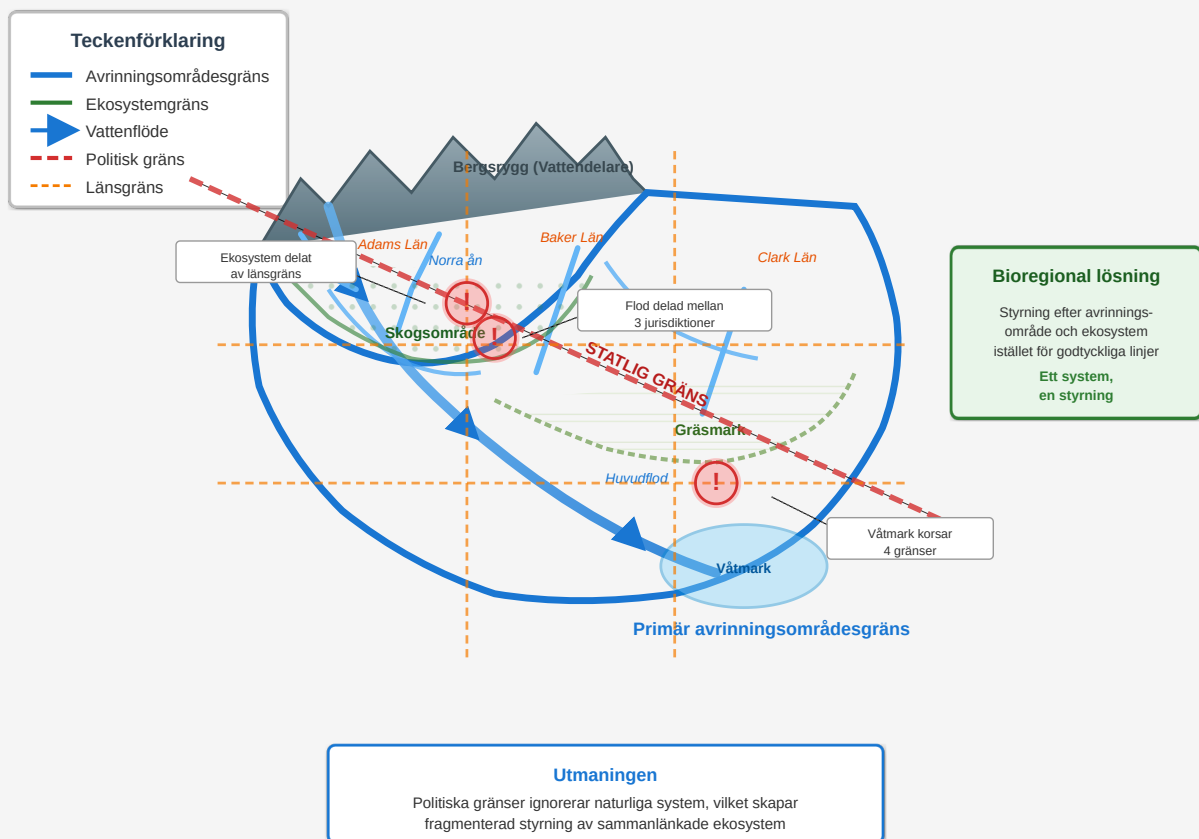 Teckenförklaring
Avrinningsområdesgräns
Ekosystemgräns
Vattenflöde
Politisk gräns
Länsgräns
Bergsrygg (Vattendelare)
Adams Län
Baker Län
Clark Län
Norra ån
Ekosystem delat
av länsgräns
!
Flod delad mellan
3 jurisdiktioner
Skogsområde
!
STATLIG GRÄNS
Gräsmark
Huvudflod
!
Våtmark korsar
4 gränser
Våtmark
Primär avrinningsområdesgräns
Bioregional lösning
Styrning efter avrinnings-
område och ekosystem
istället för godtyckliga linjer
Ett system,
en styrning
Utmaningen
Politiska gränser ignorerar naturliga system, vilket skapar
fragmenterad styrning av sammanlänkade ekosystem